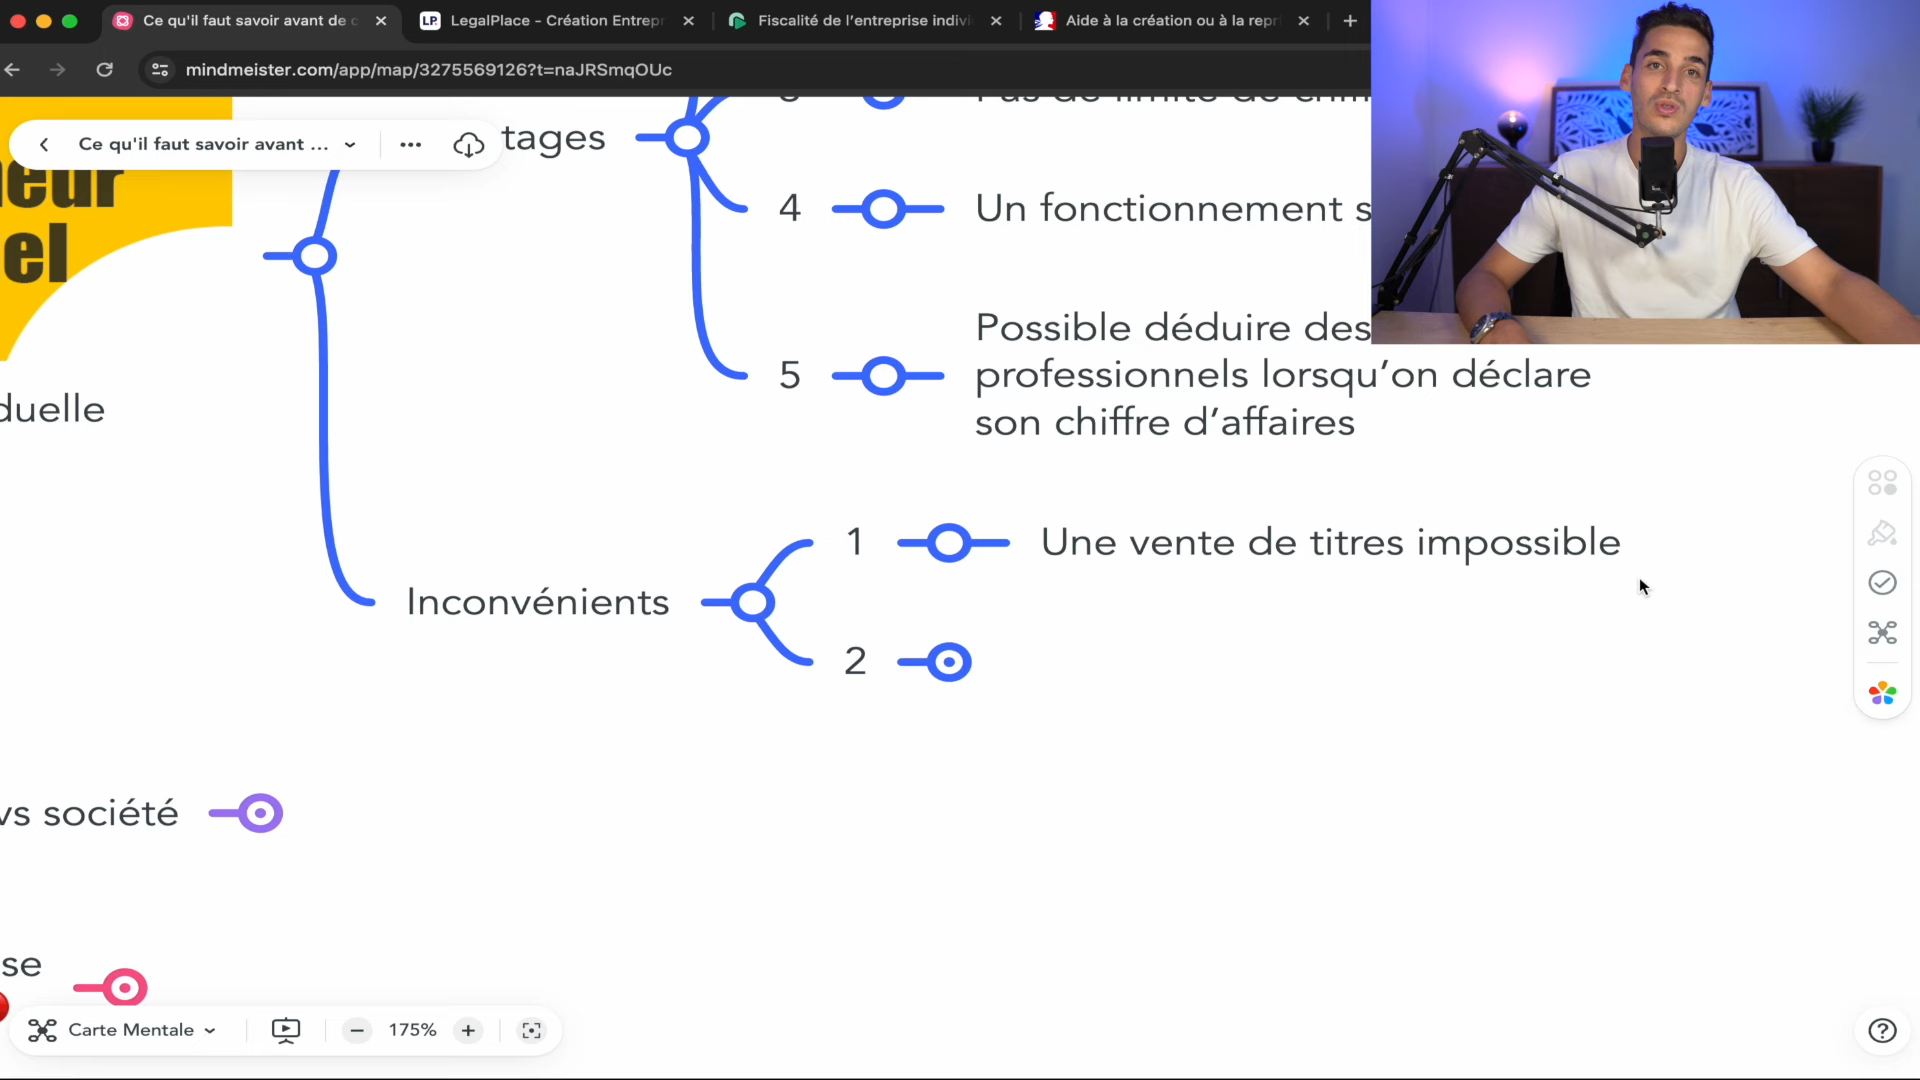 Ce qu'il faut savoir avant de c
LP. LegalPlace - Création Entrepr
Fiscalité de l'entreprise indivi
Aide à la création ou à la repri
mindmeister.com/app/map/3275569126?t=naJRSmqOUc
Ce qu'il faut savoir avant ...
tages
eur
el
4
Un fonctionnement s
5
Possible déduire des
professionnels lorsqu'on déclare
son chiffre d'affaires
duelle
Inconvénients
1
Une vente de titres impossible
2
vs société
se
Carte Mentale
175%